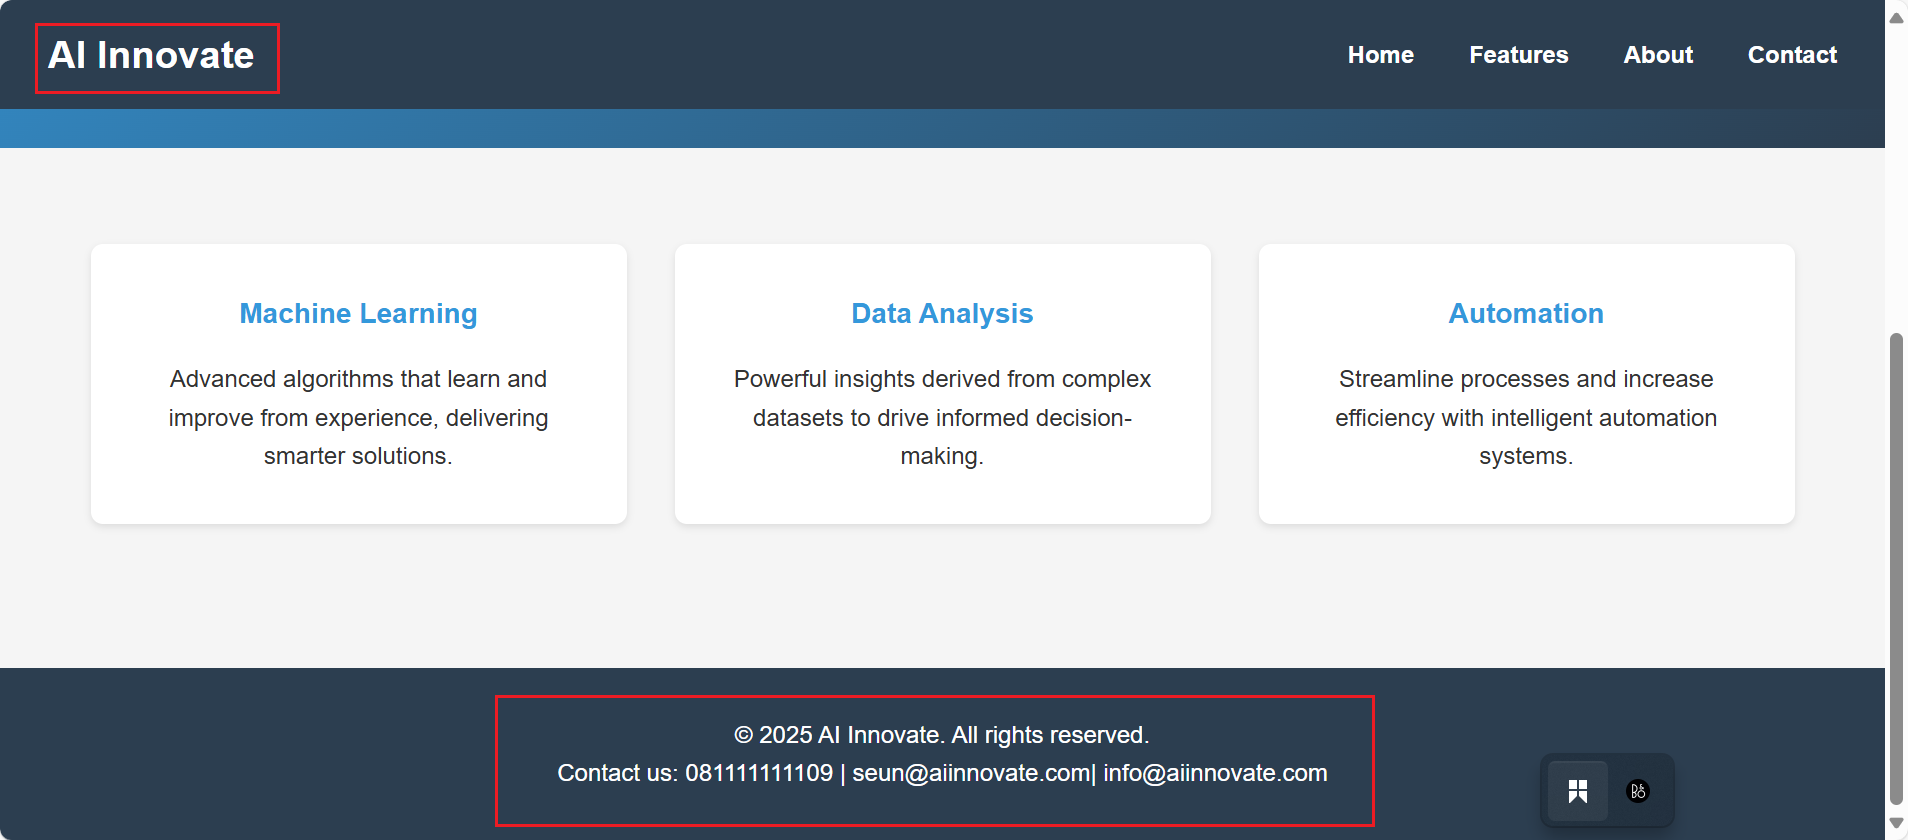 AI Innovate
Home Features About Contact
Machine Learning
Advanced algorithms that learn and
improve from experience, delivering
smarter solutions.
Data Analysis
Powerful insights derived from complex
datasets to drive informed decision-
making.
Automation
Streamline processes and increase
efficiency with intelligent automation
systems.
© 2025 AI Innovate. All rights reserved.
Contact us: 081111111109 | seun@aiinnovate.com| info@aiinnovate.com